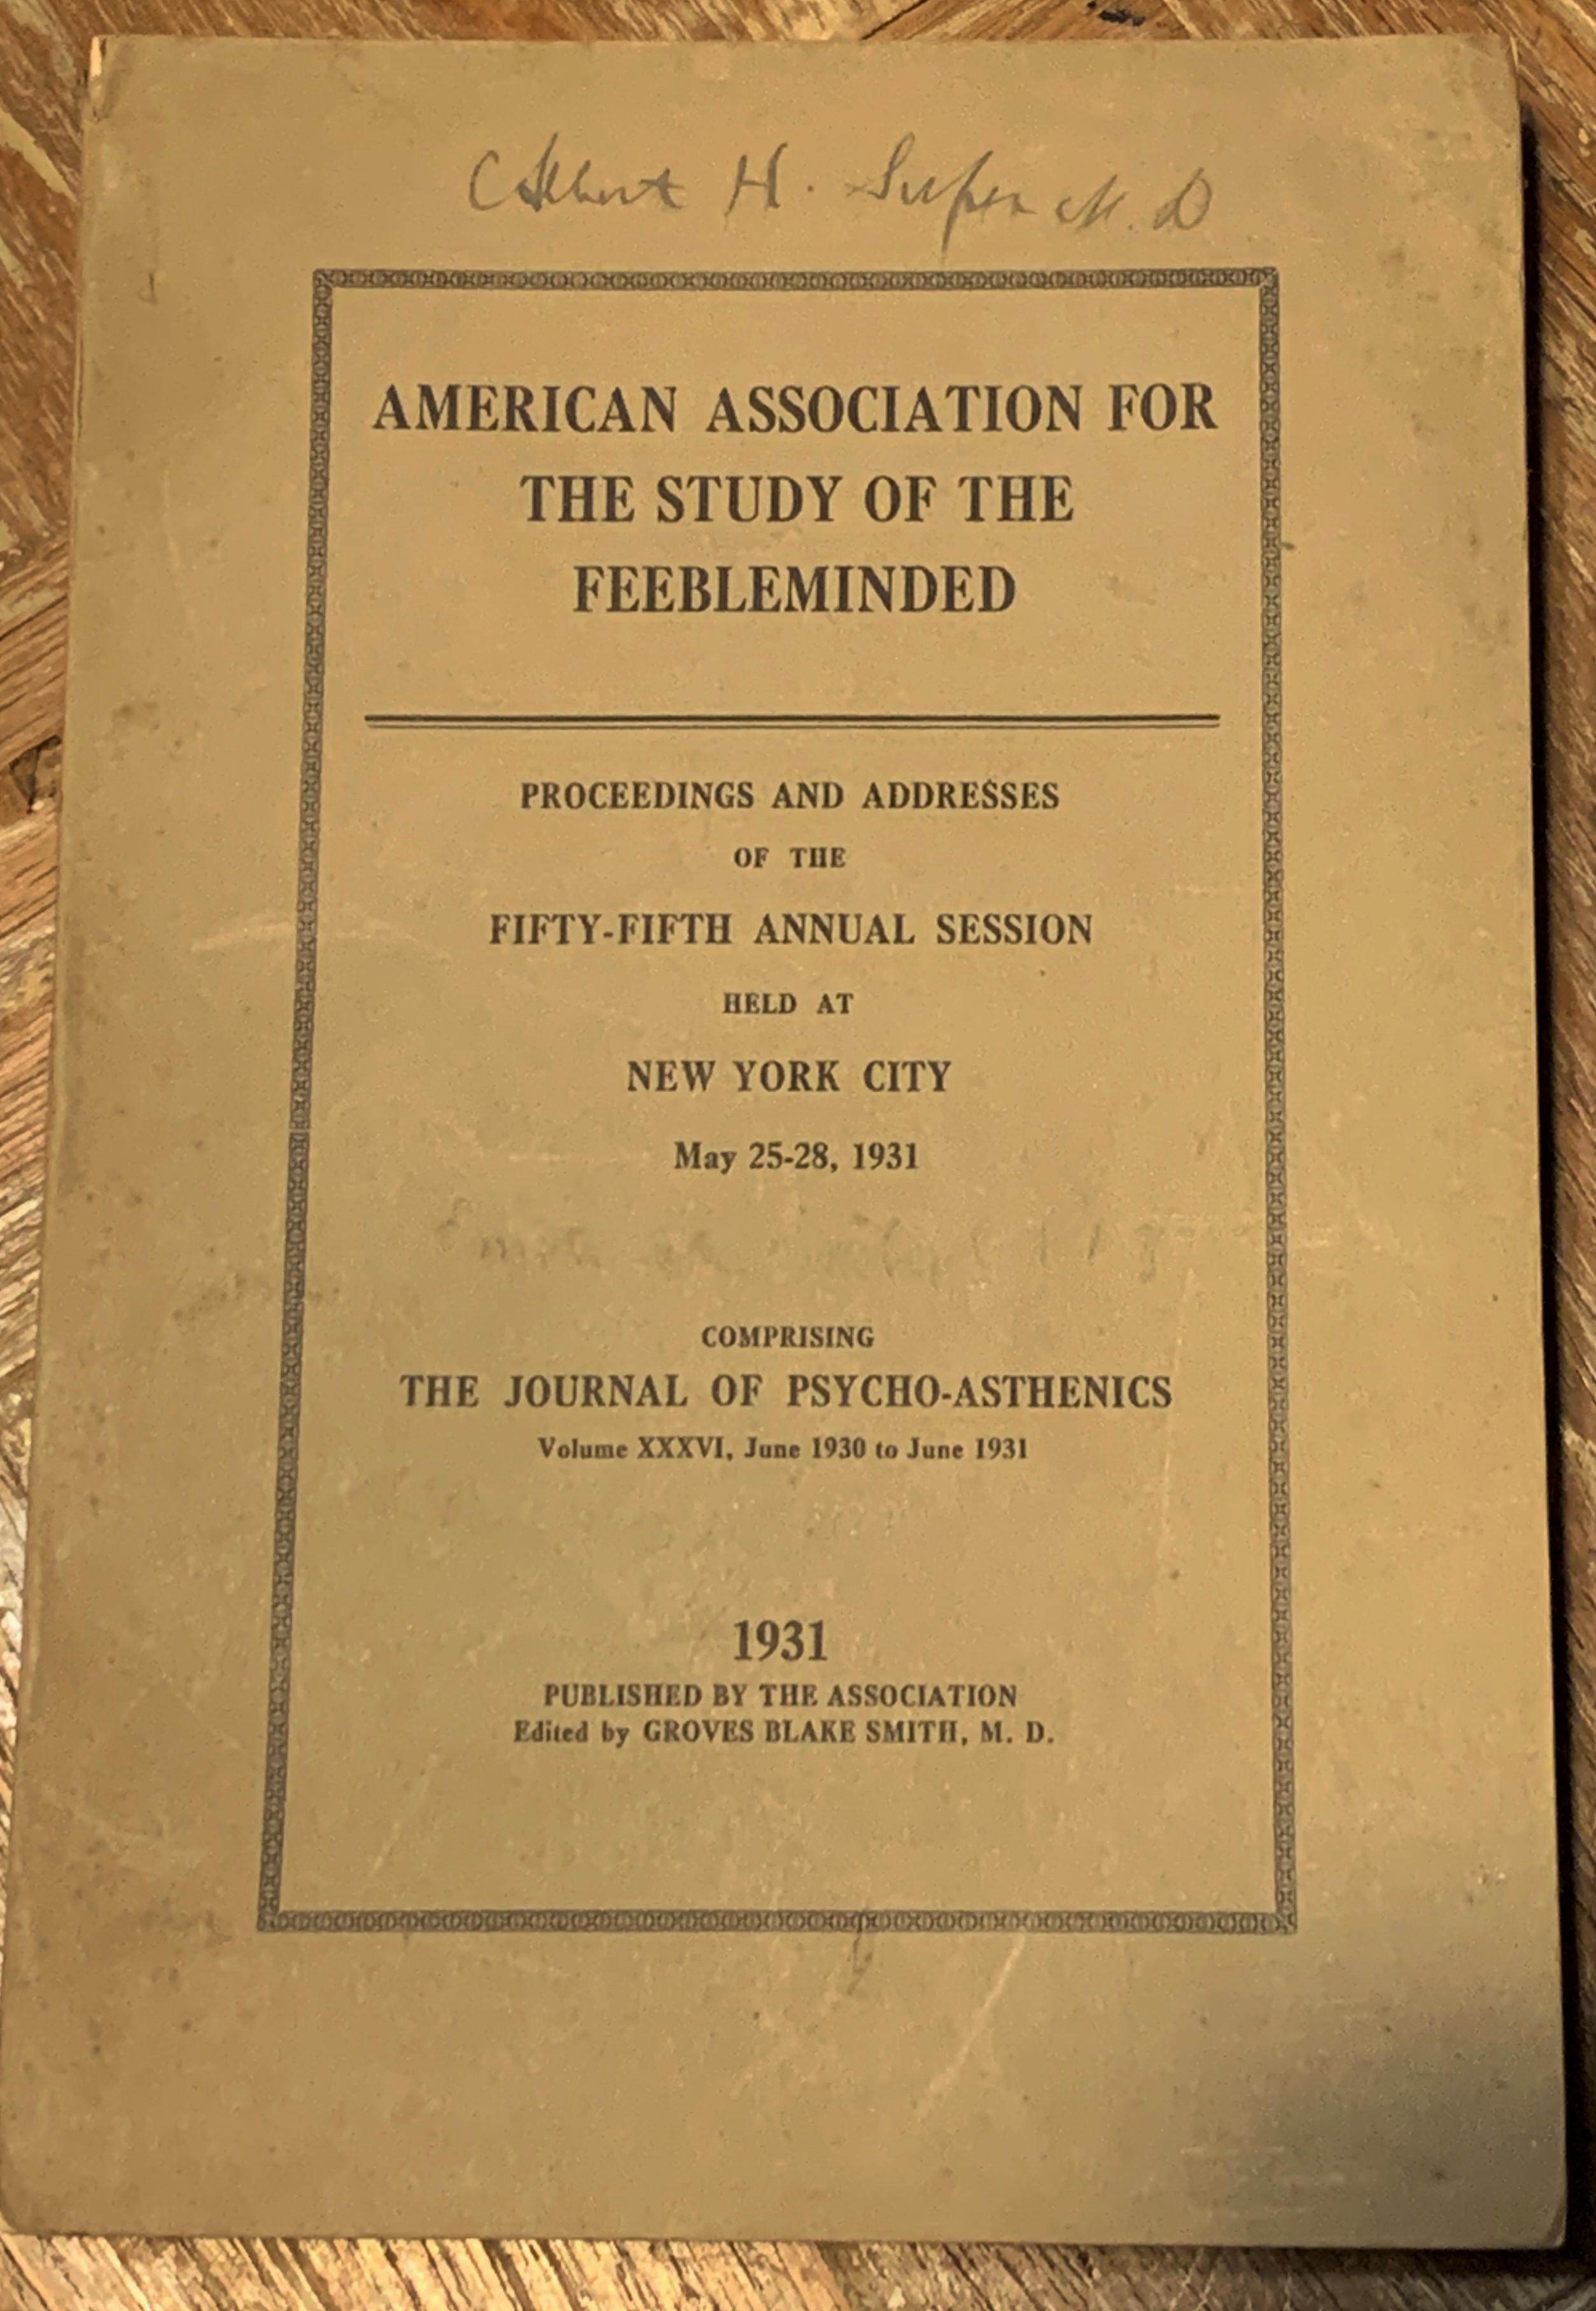 H. M. D
AMERICAN ASSOCIATION FOR
THE STUDY OF THE
FEEBLEMINDED
PROCEEDINGS AND ADDRESSES
OF THE
FIFTY-FIFTH ANNUAL SESSION
HELD AT
NEW YORK CITY
May 25-28, 1931
COMPRISING
THE JOURNAL OF PSYCHO-ASTHENICS
Volume XXXVI, June 1930 to June 1931
1931
PUBLISHED BY THE ASSOCIATION
Edited by GROVES BLAKE SMITH, M. D.